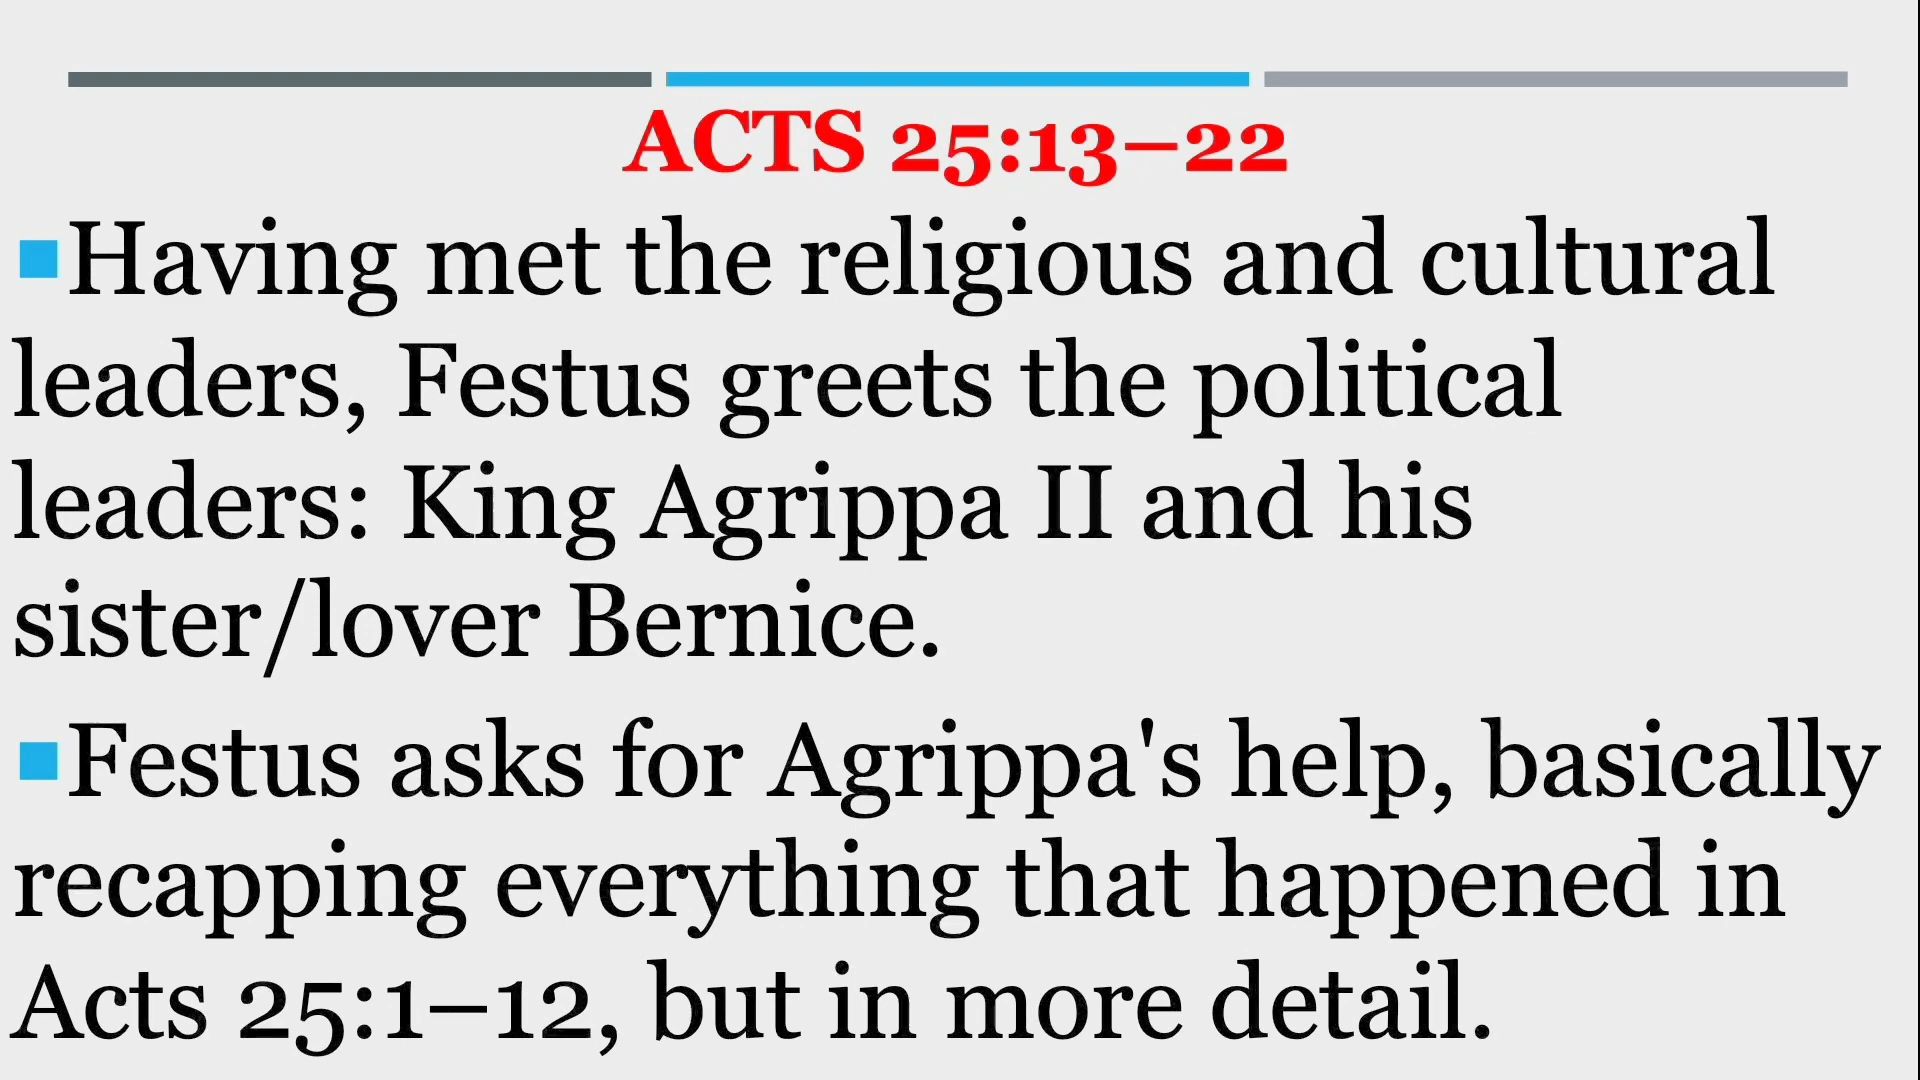 ACTS 25:13–22
▪Having met the religious and cultural
leaders, Festus greets the political
leaders: King Agrippa II and his
sister/lover Bernice.
▪Festus asks for Agrippa's help, basically
recapping everything that happened in
Acts 25:1–12, but in more detail.